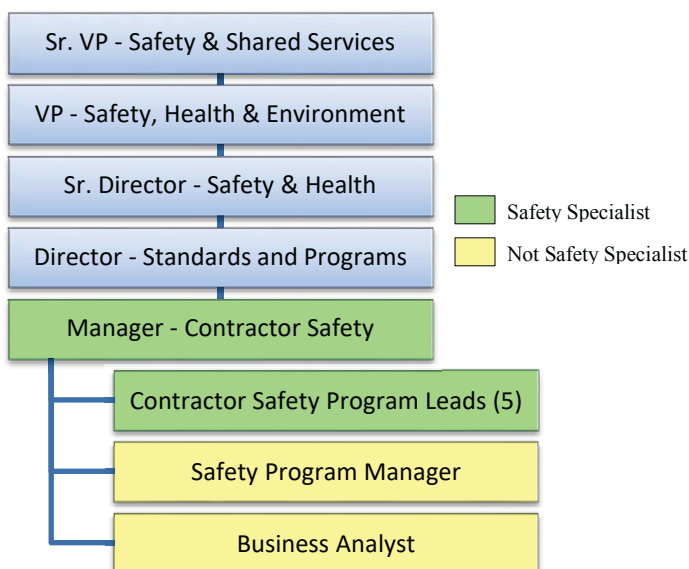 Sr. VP - Safety & Shared Services
VP - Safety, Health & Environment
Sr. Director - Safety & Health
Director - Standards and Programs
Manager - Contractor Safety
Contractor Safety Program Leads (5)
Safety Program Manager
Business Analyst
Safety Specialist
Not Safety Specialist